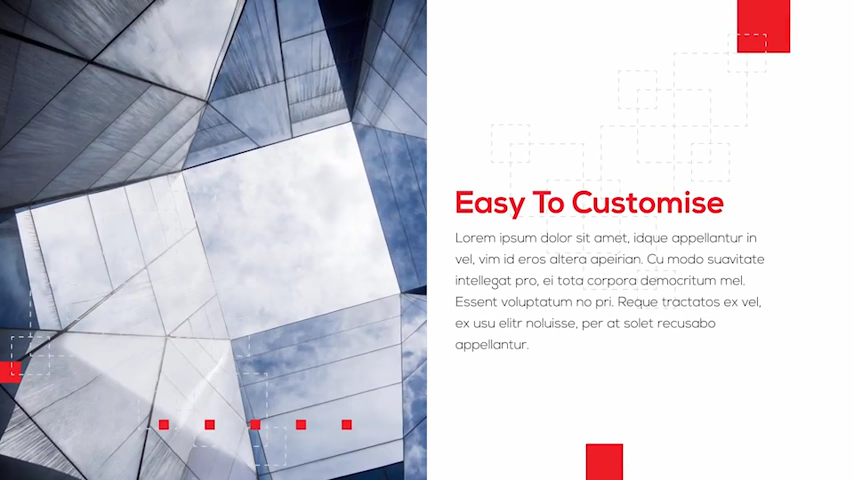 Easy To Customise
Lorem ipsum dolor sit amet, idque appellantur in
vel, vim id eros altera apeirian. Cu modo suavitate
intellegat pro, ei tota corpora democritum mel.
Essent voluptatum no pri. Reque tractatos ex vel,
ex usu elitr noluisse, per at solet recusabo
appellantur.